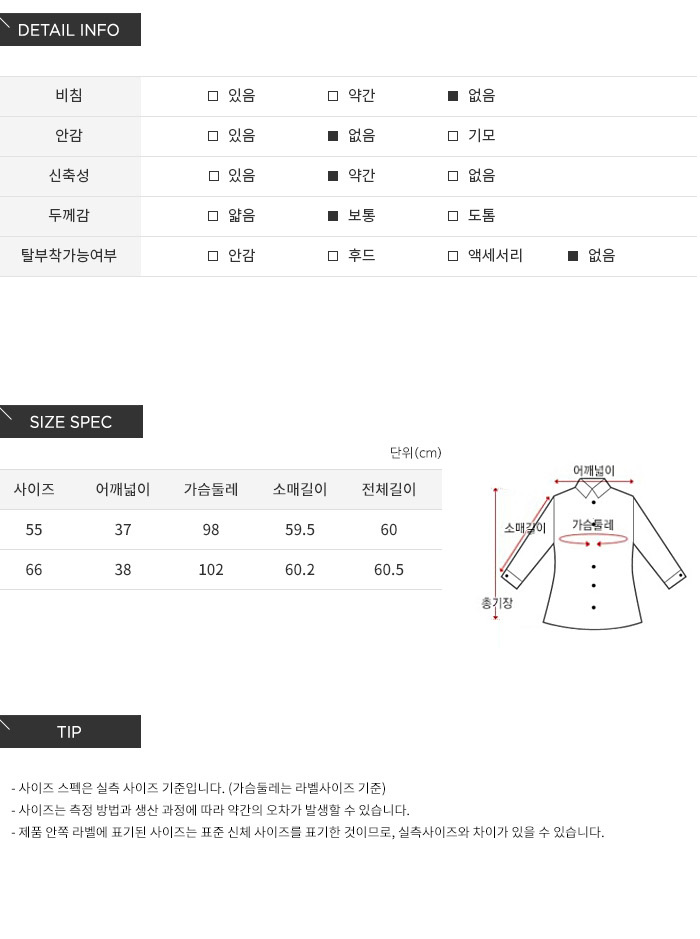 DETAIL INFO
비침 □ 있음 □ 약간 ■ 없음
안감 □ 있음 ■ 없음 □ 기모
신축성 □ 있음 ■ 약간 □ 없음
두께감 □ 얇음 ■ 보통 □ 도톰
탈부착가능여부 □ 안감 □ 후드 □ 액세서리 ■ 없음
SIZE SPEC
단위(cm)
사이즈 어깨넓이 가슴둘레 소매길이 전체길이
55 37 98 59.5 60
66 38 102 60.2 60.5
어깨넓이
소매길이 가슴둘레
총기장
TIP
- 사이즈 스펙은 실측 사이즈 기준입니다. (가슴둘레는 라벨사이즈 기준)
- 사이즈는 측정 방법과 생산 과정에 따라 약간의 오차가 발생할 수 있습니다.
- 제품 안쪽 라벨에 표기된 사이즈는 표준 신체 사이즈를 표기한 것이므로, 실측사이즈와 차이가 있을 수 있습니다.